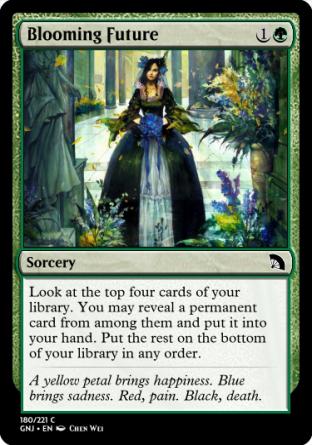 Blooming Future 1
Sorcery
Look at the top four cards of your
library. You may reveal a permanent
card from among them and put it into
your hand. Put the rest on the bottom
of your library in any order.
A yellow petal brings happiness. Blue
brings sadness. Red, pain. Black, death.
180/221 C
GNJ • EN Chen Wei